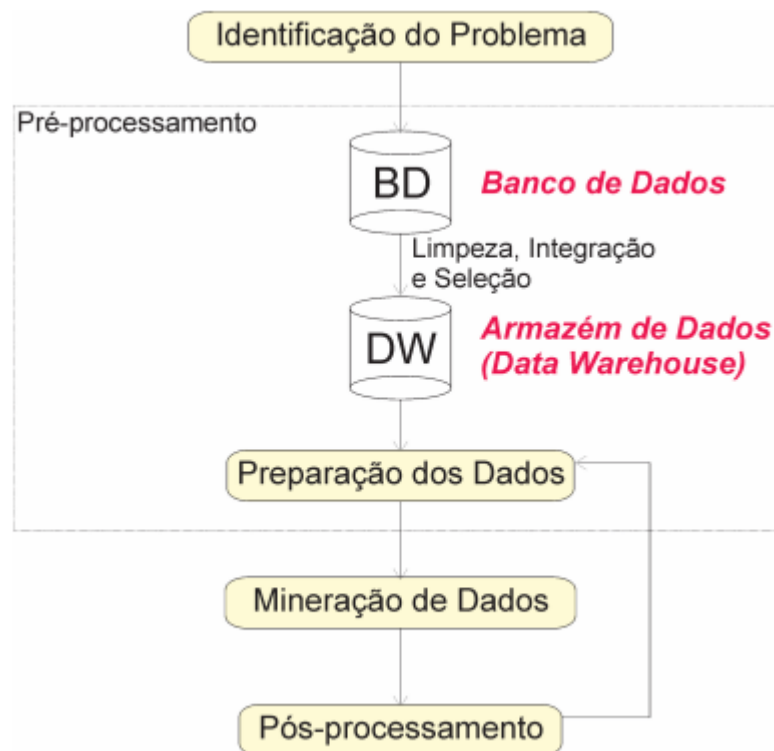 Identificação do Problema
Pré-processamento
BD
Banco de Dados
Limpeza, Integração
e Seleção
DW
Armazém de Dados
(Data Warehouse)
Preparação dos Dados
Mineração de Dados
Pós-processamento